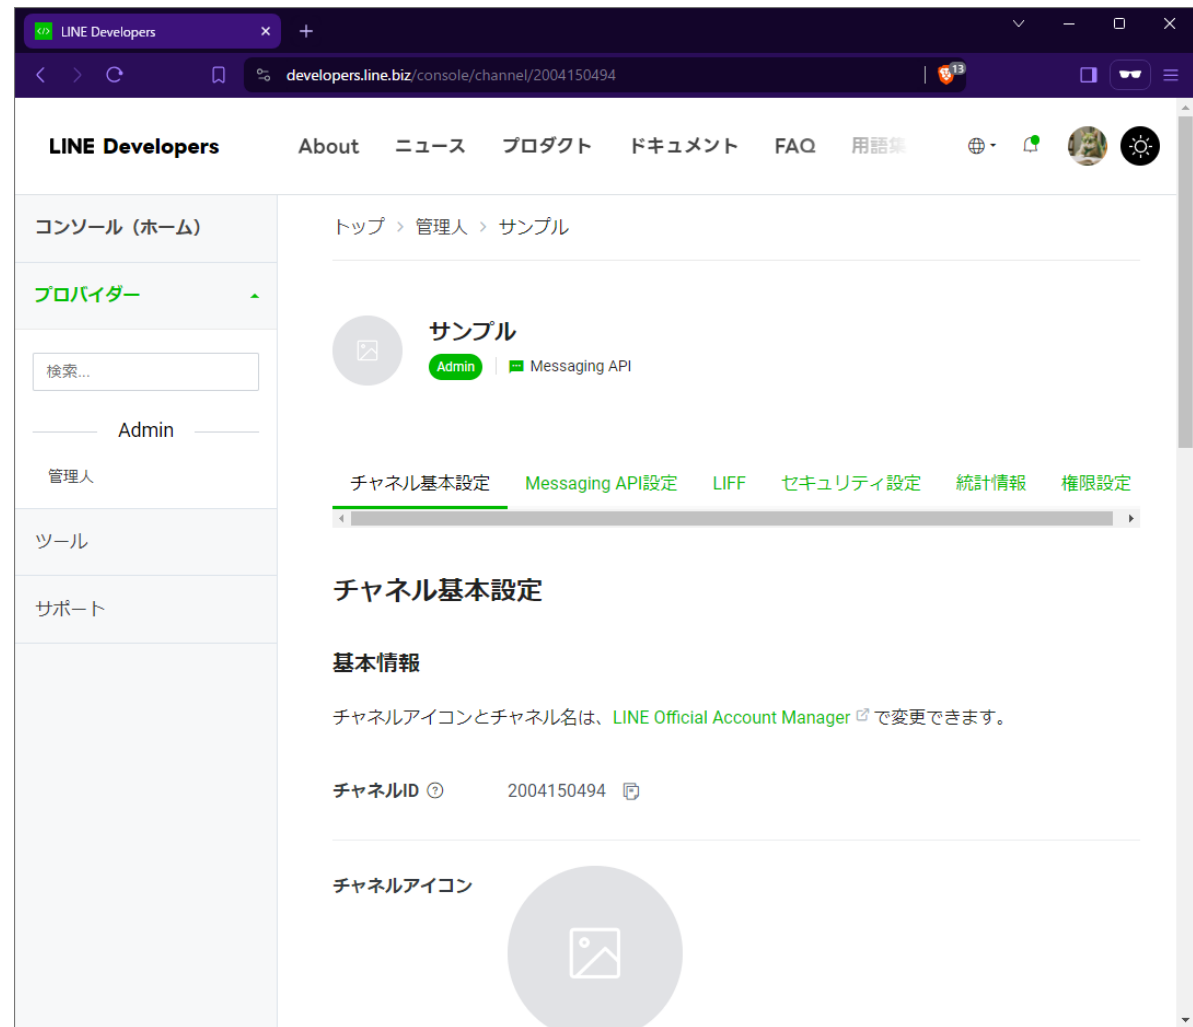 LINE Developers
developers.line.biz/console/channel/2004150494
13
LINE Developers
About ニュース プロダクト ドキュメント FAQ 用語集
コンソール（ホーム）
プロバイダー
検索...
Admin
管理人
ツール
サポート
トップ > 管理人 > サンプル
サンプル
Admin Messaging API
チャネル基本設定 Messaging API設定 LIFF セキュリティ設定 統計情報 権限設定
チャネル基本設定
基本情報
チャネルアイコンとチャネル名は、LINE Official Account Manager で変更できます。
チャネルID ? 2004150494
チャネルアイコン